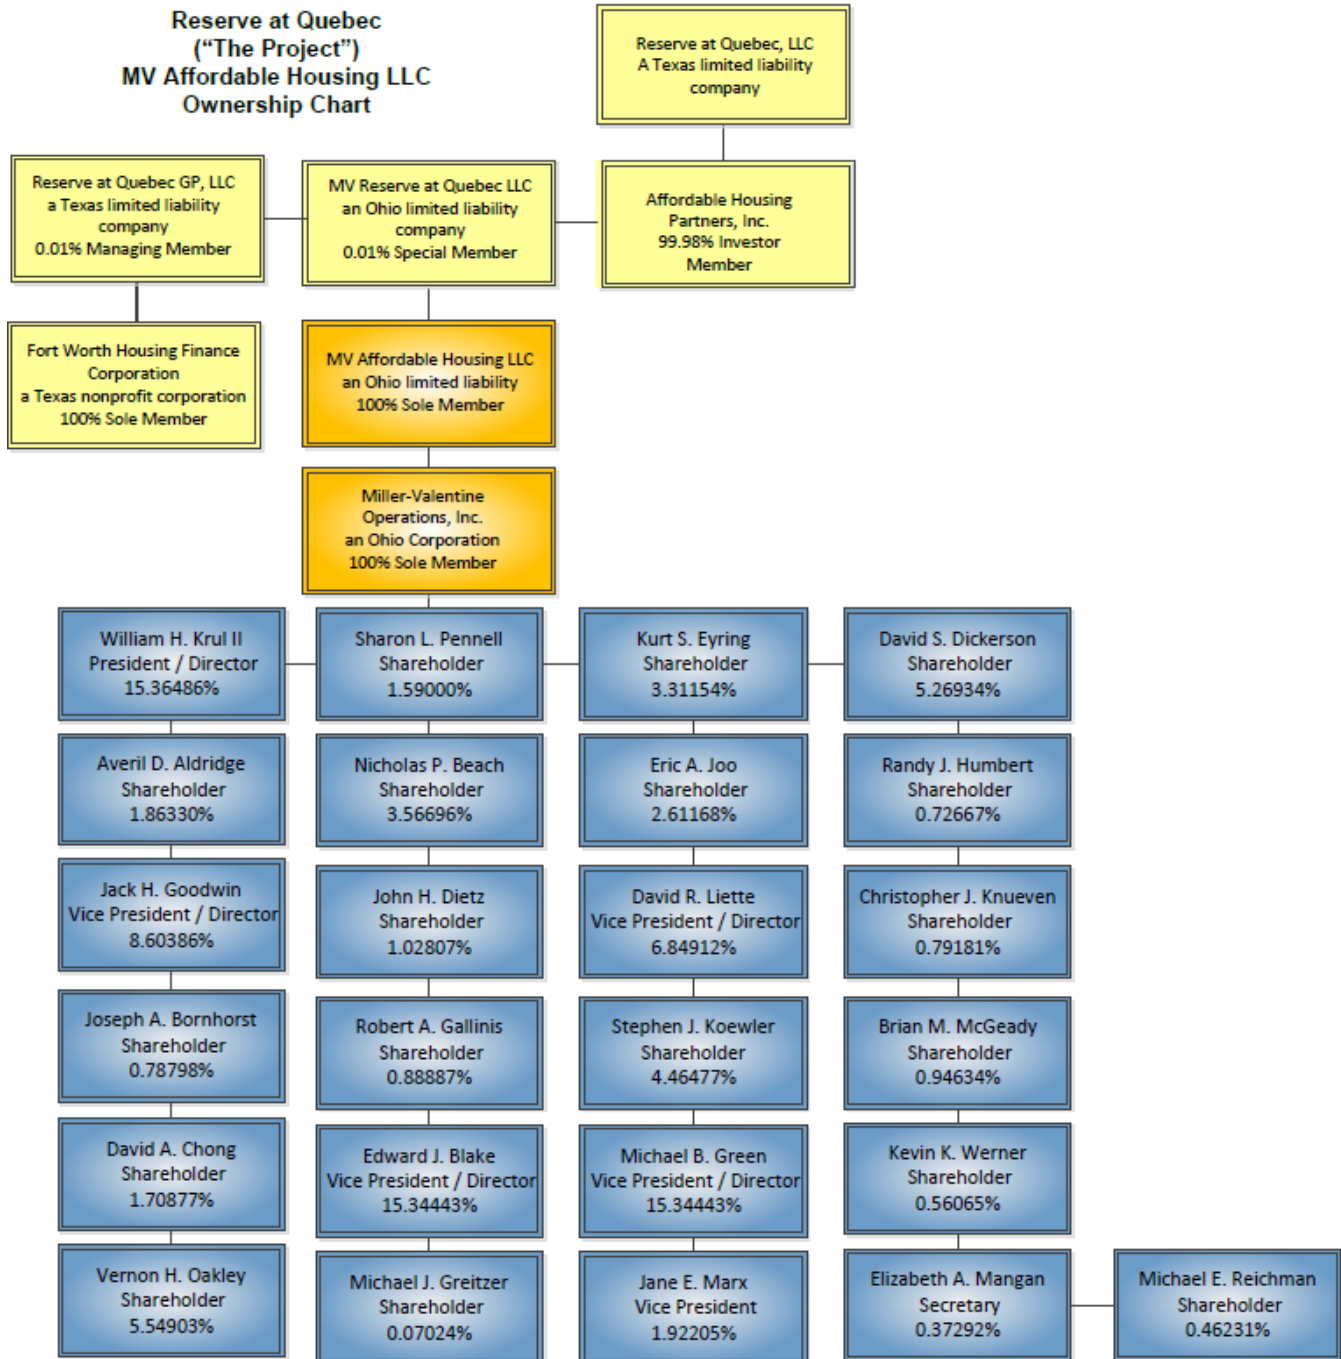 Reserve at Quebec
(“The Project”)
MV Affordable Housing LLC
Ownership Chart
Reserve at Quebec, LLC
A Texas limited liability
company
Reserve at Quebec GP, LLC
a Texas limited liability
company
0.01% Managing Member
MV Reserve at Quebec LLC
an Ohio limited liability
company
0.01% Special Member
Affordable Housing
Partners, Inc.
99.98% Investor
Member
Fort Worth Housing Finance
Corporation
a Texas nonprofit corporation
100% Sole Member
MV Affordable Housing LLC
an Ohio limited liability
100% Sole Member
Miller-Valentine
Operations, Inc.
an Ohio Corporation
100% Sole Member
William H. Krul II
President / Director
15.36486%
Sharon L. Pennell
Shareholder
1.59000%
Kurt S. Eyring
Shareholder
3.31154%
David S. Dickerson
Shareholder
5.26934%
Averil D. Aldridge
Shareholder
1.86330%
Nicholas P. Beach
Shareholder
3.56696%
Eric A. Joo
Shareholder
2.61168%
Randy J. Humbert
Shareholder
0.72667%
Jack H. Goodwin
Vice President / Director
8.60386%
John H. Dietz
Shareholder
1.02807%
David R. Liette
Vice President / Director
6.84912%
Christopher J. Knueven
Shareholder
0.79181%
Joseph A. Bornhorst
Shareholder
0.78798%
Robert A. Gallinis
Shareholder
0.88887%
Stephen J. Koewler
Shareholder
4.46477%
Brian M. McGeady
Shareholder
0.94634%
David A. Chong
Shareholder
1.70877%
Edward J. Blake
Vice President / Director
15.34443%
Michael B. Green
Vice President / Director
15.34443%
Kevin K. Werner
Shareholder
0.56065%
Vernon H. Oakley
Shareholder
5.54903%
Michael J. Greitzer
Shareholder
0.07024%
Jane E. Marx
Vice President
1.92205%
Elizabeth A. Mangan
Secretary
0.37292%
Michael E. Reichman
Shareholder
0.46231%